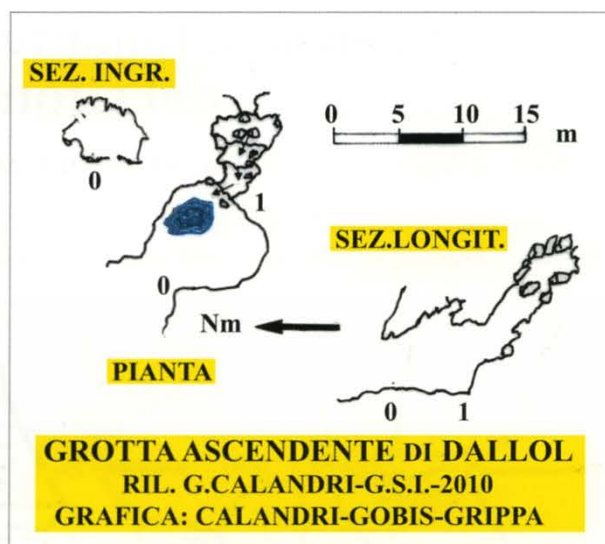 SEZ. INGR.
0 5 10 15
m
0
1
SEZ.LONGIT.
0
Nm
PIANTA
0 1
GROTTA ASCENDENTE DI DALLOL
RIL. G.CALANDRI-G.S.I.-2010
GRAFICA: CALANDRI-GOBIS-GRIPPA